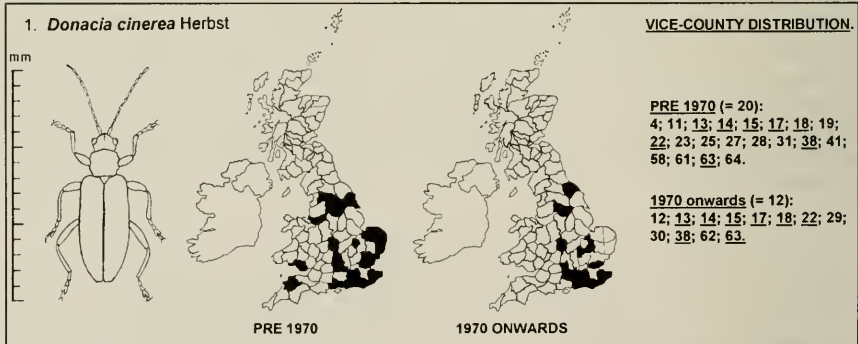 1. Donacia cinerea Herbst
mm
PRE 1970
1970 ONWARDS
VICE-COUNTY DISTRIBUTION.
PRE 1970 (= 20):
4; 11; 13; 14; 15; 17; 18; 19;
22; 23; 25; 27; 28; 31; 38; 41;
58; 61; 63; 64.
1970 onwards (= 12):
12; 13; 14; 15; 17; 18; 22; 29;
30; 38; 62; 63.